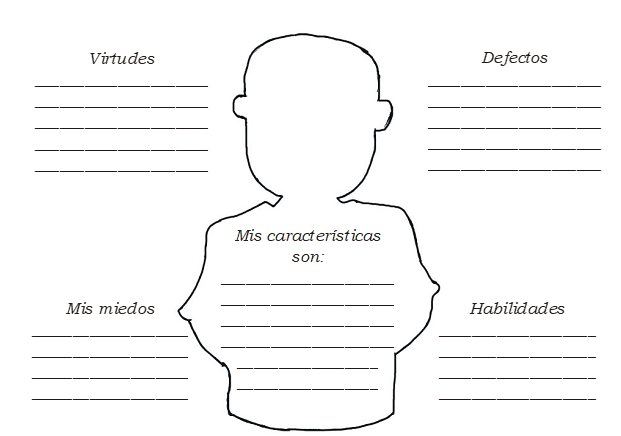 Virtudes
Defectos
Mis características
son:
Mis miedos
Habilidades